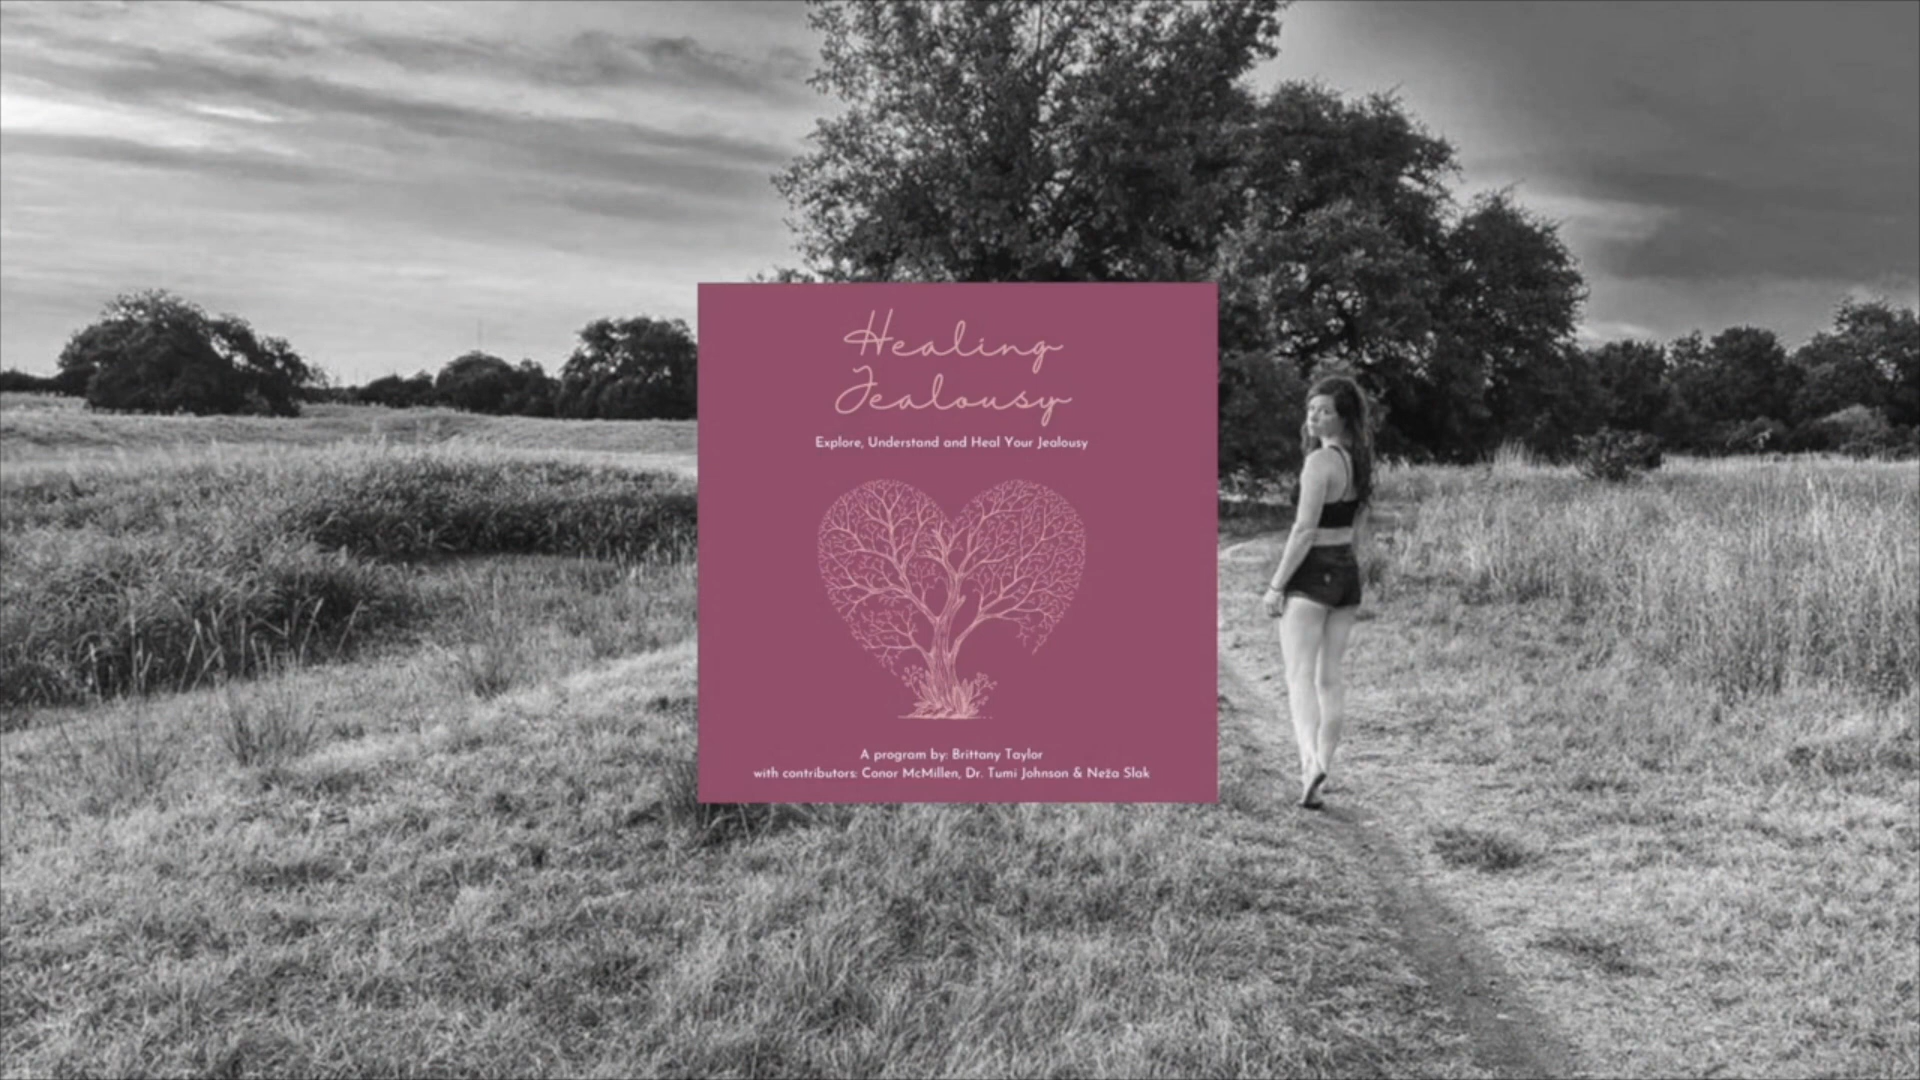 Healing
Jealousy
Explore, Understand and Heal Your Jealousy
A program by: Brittany Taylor
with contributors: Conor McMillen, Dr. Tumi Johnson & Neža Slak